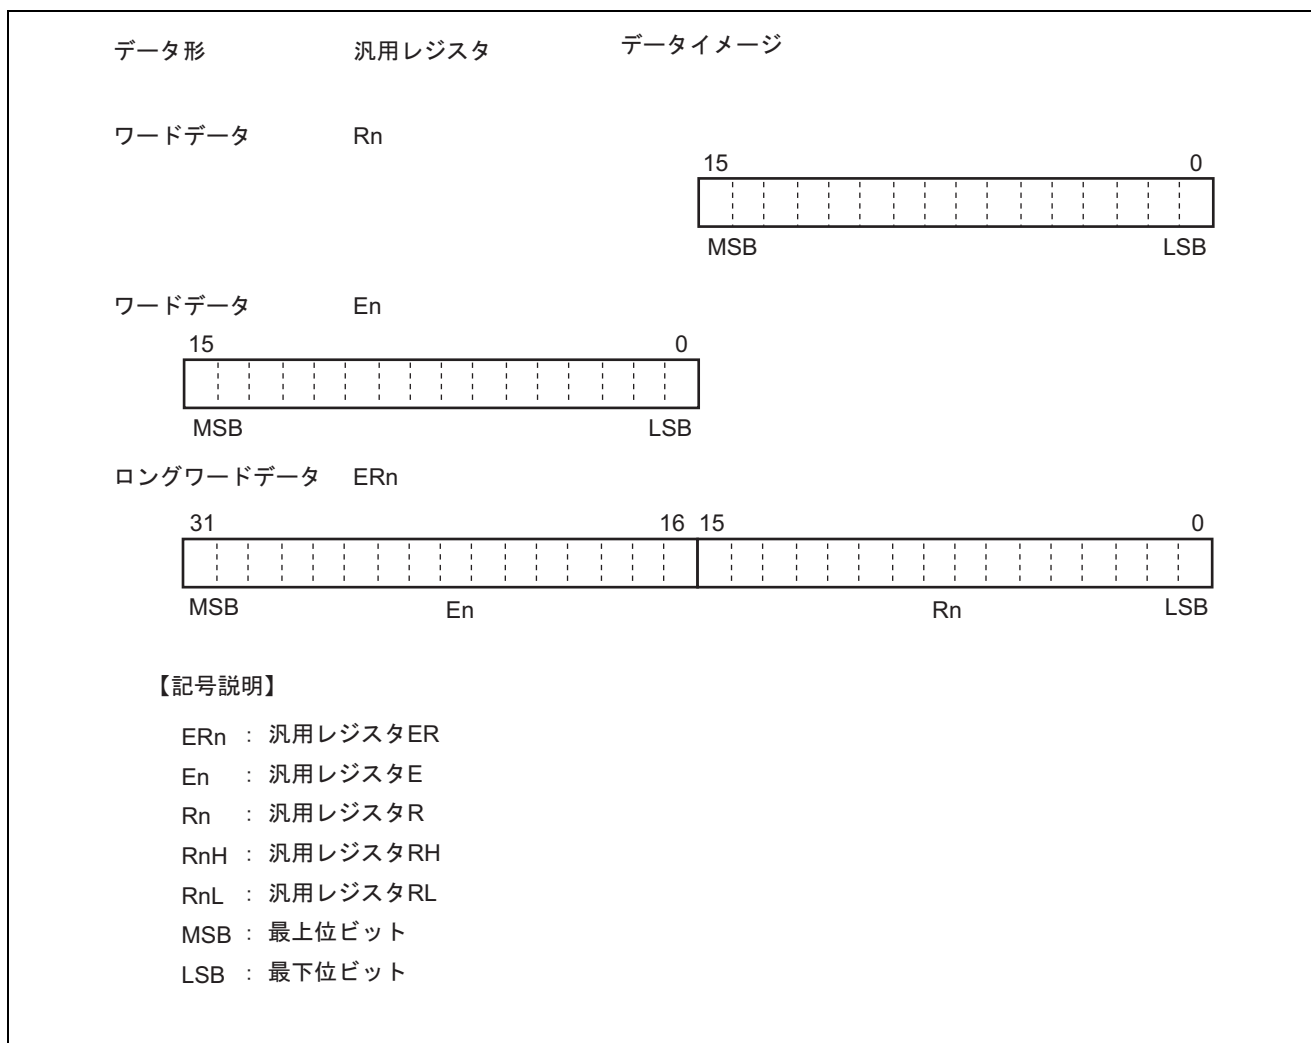 データ形 汎用レジスタ データイメージ
ワードデータ Rn
15 0
MSB LSB
ワードデータ En
15 0
MSB LSB
ロングワードデータ ERn
31 16 15 0
MSB En Rn LSB
【記号説明】
ERn : 汎用レジスタER
En : 汎用レジスタE
Rn : 汎用レジスタR
RnH : 汎用レジスタRH
RnL : 汎用レジスタRL
MSB : 最上位ビット
LSB : 最下位ビット